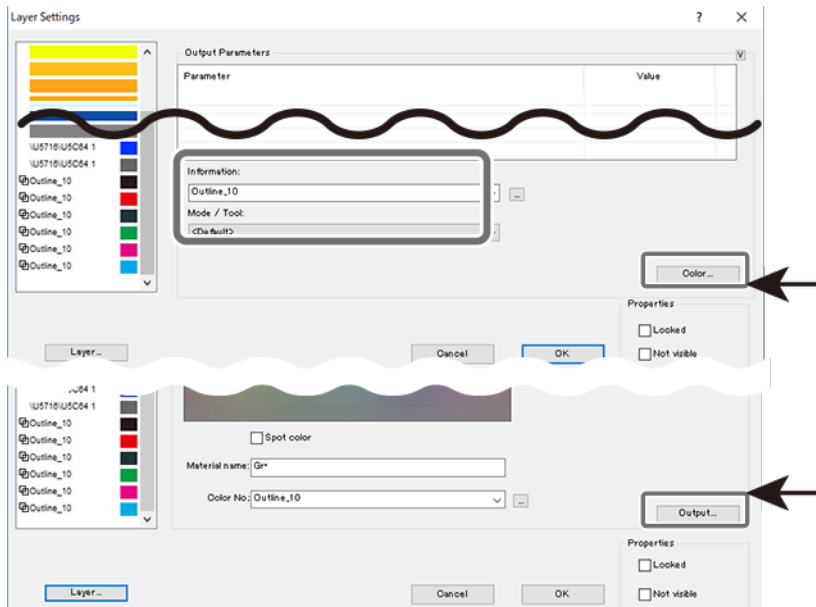 Layer Settings
? ×
Output Parameters
V
Parameter Value
\U5716\U5C64 1
\U5716\U5C64 1
Outline_10
Outline_10
Outline_10
Outline_10
Outline_10
Outline_10
Information:
Outline_10
...
Mode / Tool:
<Default>
Color...
Properties
Locked
Not visible
Layer...
Cancel
OK
\U5716\U5C64 1
Outline_10
Outline_10
Outline_10
Outline_10
Outline_10
Outline_10
Spot color
Material name: Gr*
Color No.: Outline_10
...
Output...
Properties
Locked
Not visible
Layer...
Cancel
OK